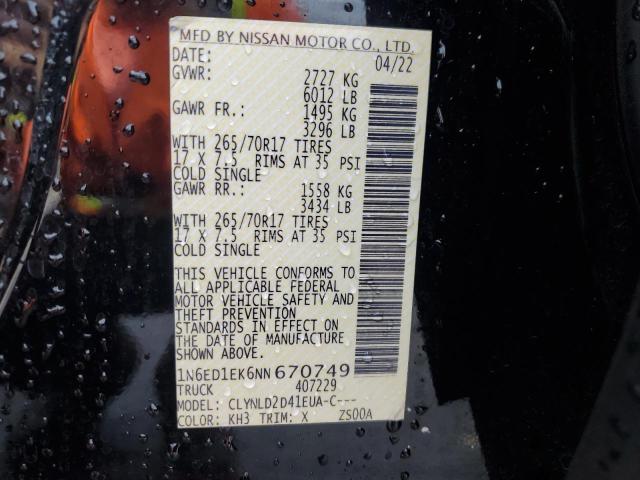 MFD BY NISSAN MOTOR CO., LTD.
DATE: 04/22
GVWR: 2727 KG
6012 LB
GAWR FR.: 1495 KG
3296 LB
WITH 265/70R17 TIRES
17 X 7.5 RIMS AT 35 PSI
COLD SINGLE
GAWR RR.: 1558 KG
3434 LB
WITH 265/70R17 TIRES
17 X 7.5 RIMS AT 35 PSI
COLD SINGLE
THIS VEHICLE CONFORMS TO
ALL APPLICABLE FEDERAL
MOTOR VEHICLE SAFETY AND
THEFT PREVENTION
STANDARDS IN EFFECT ON
THE DATE OF MANUFACTURE
SHOWN ABOVE.
1N6ED1EK6NN670749
TRUCK 407229
MODEL: CLYNLD2D41EUA-C---
COLOR: KH3 TRIM: X ZS00A